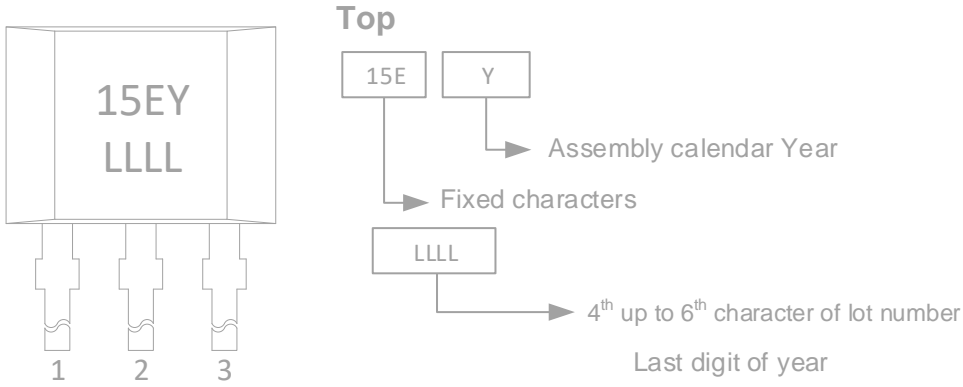 Top
15E Y
15EY
LLLL
Assembly calendar Year
Fixed characters
LLLL
4th up to 6th character of lot number
Last digit of year
1 2 3